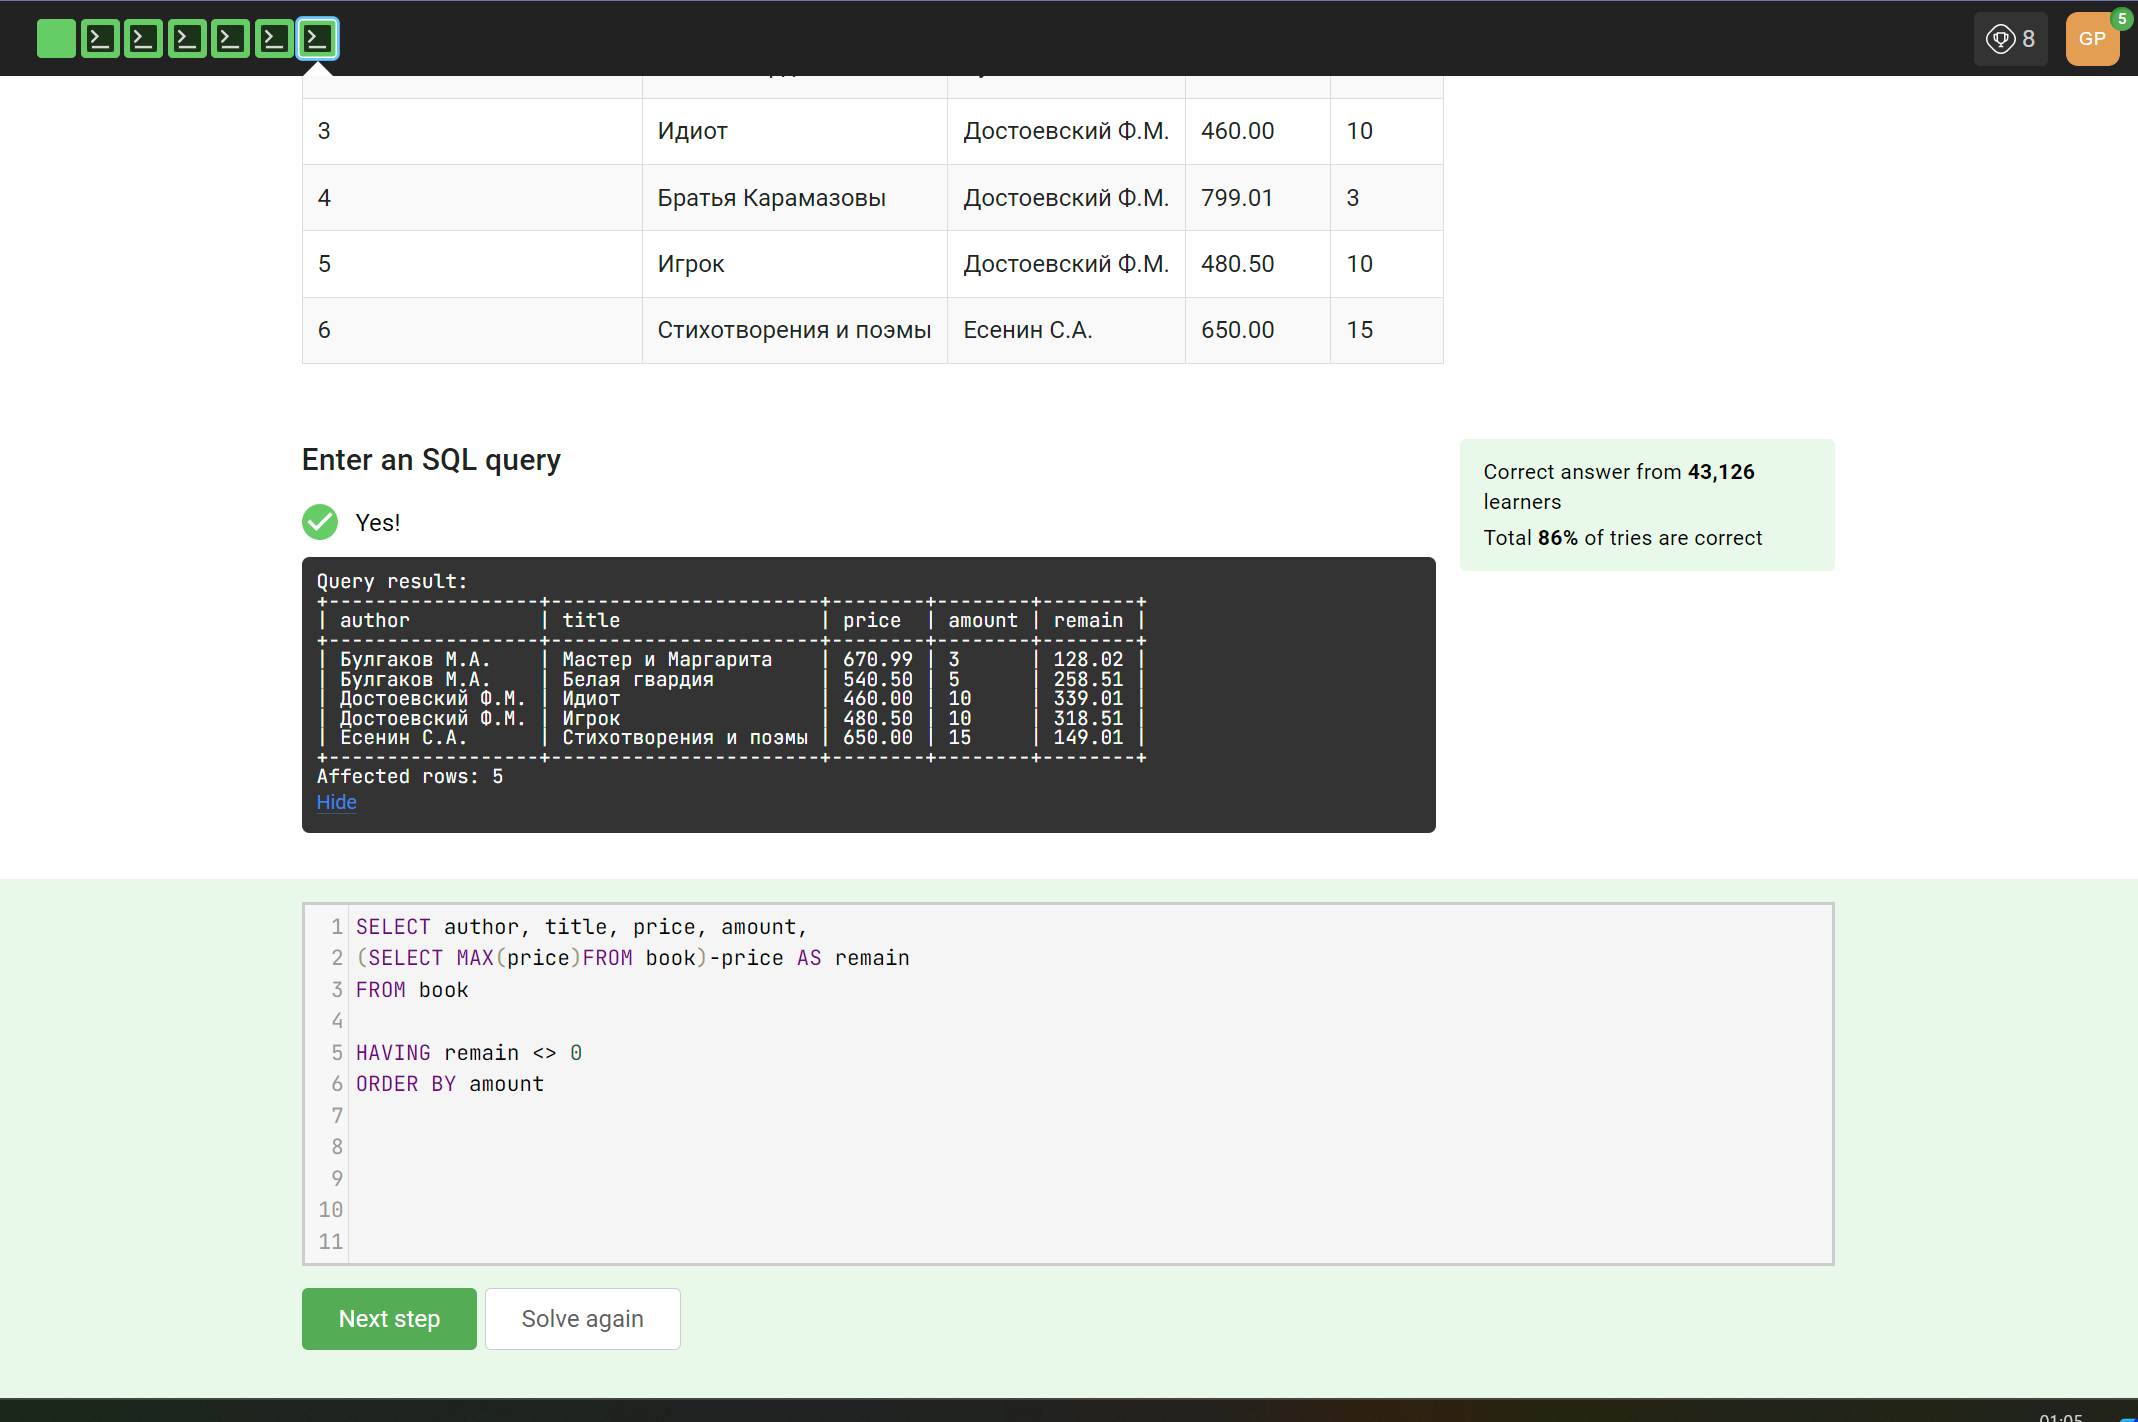 8
GP
5
3 Идиот Достоевский Ф.М. 460.00 10
4 Братья Карамазовы Достоевский Ф.М. 799.01 3
5 Игрок Достоевский Ф.М. 480.50 10
6 Стихотворения и поэмы Есенин С.А. 650.00 15
Enter an SQL query
Yes!
Correct answer from 43,126
learners
Total 86% of tries are correct
Query result:
+------------------+-----------------------+--------+--------+--------+
| author | title | price | amount | remain |
+------------------+-----------------------+--------+--------+--------+
| Булгаков М.А. | Мастер и Маргарита | 670.99 | 3 | 128.02 |
| Булгаков М.А. | Белая гвардия | 540.50 | 5 | 258.51 |
| Достоевский Ф.М. | Идиот | 460.00 | 10 | 339.01 |
| Достоевский Ф.М. | Игрок | 480.50 | 10 | 318.51 |
| Есенин С.А. | Стихотворения и поэмы | 650.00 | 15 | 149.01 |
+------------------+-----------------------+--------+--------+--------+
Affected rows: 5
Hide
1 SELECT author, title, price, amount,
2 (SELECT MAX(price)FROM book)-price AS remain
3 FROM book
4
5 HAVING remain <> 0
6 ORDER BY amount
7
8
9
10
11
Next step
Solve again
01:05